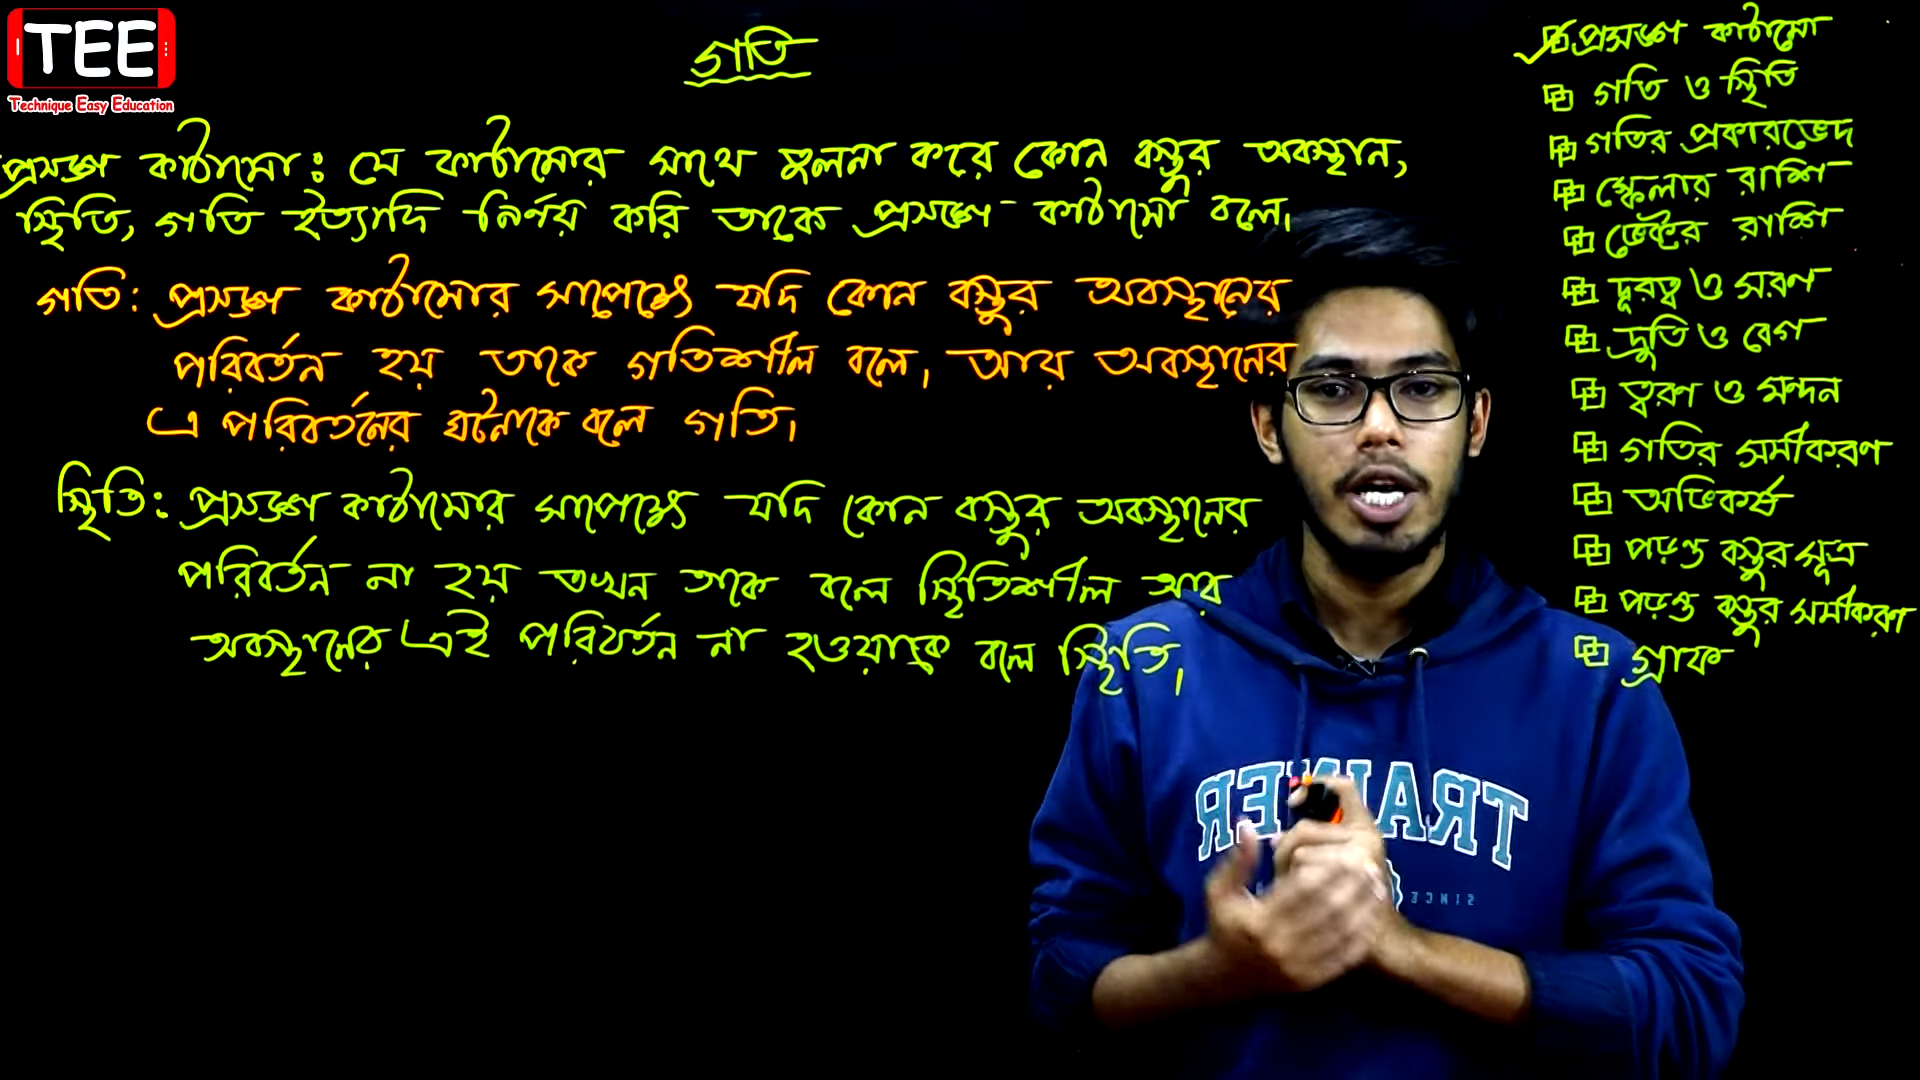 TEE
Technique Easy Education
গতি
প্রসঙ্গ কাঠামো: যে কাঠামোর সাথে তুলনা করে কোন বস্তুর অবস্থান,
স্থিতি, গতি ইত্যাদি নির্ণয় করি তাকে প্রসঙ্গ কাঠামো বলে।
গতি: প্রসঙ্গ কাঠামোর সাপেক্ষে যদি কোন বস্তুর অবস্থানের
পরিবর্তন হয় তাকে গতিশীল বলে, আর অবস্থানের
এ পরিবর্তনের ঘটনাকে বলে গতি।
স্থিতি: প্রসঙ্গ কাঠামোর সাপেক্ষে যদি কোন বস্তুর অবস্থানের
পরিবর্তন না হয় তখন তাকে বলে স্থিতিশীল আর
অবস্থানের এই পরিবর্তন না হওয়াকে বলে স্থিতি।
প্রসঙ্গ কাঠামো
গতি ও স্থিতি
গতির প্রকারভেদ
স্কেলার রাশি
ভেক্টর রাশি
দূরত্ব ও সরণ
দ্রুতি ও বেগ
ত্বরণ ও মন্দন
গতির সমীকরণ
অভিকর্ষ
পড়ন্ত বস্তুর সূত্র
পড়ন্ত বস্তুর সমীকরণ
গ্রাফ
TRAINER
SINCE